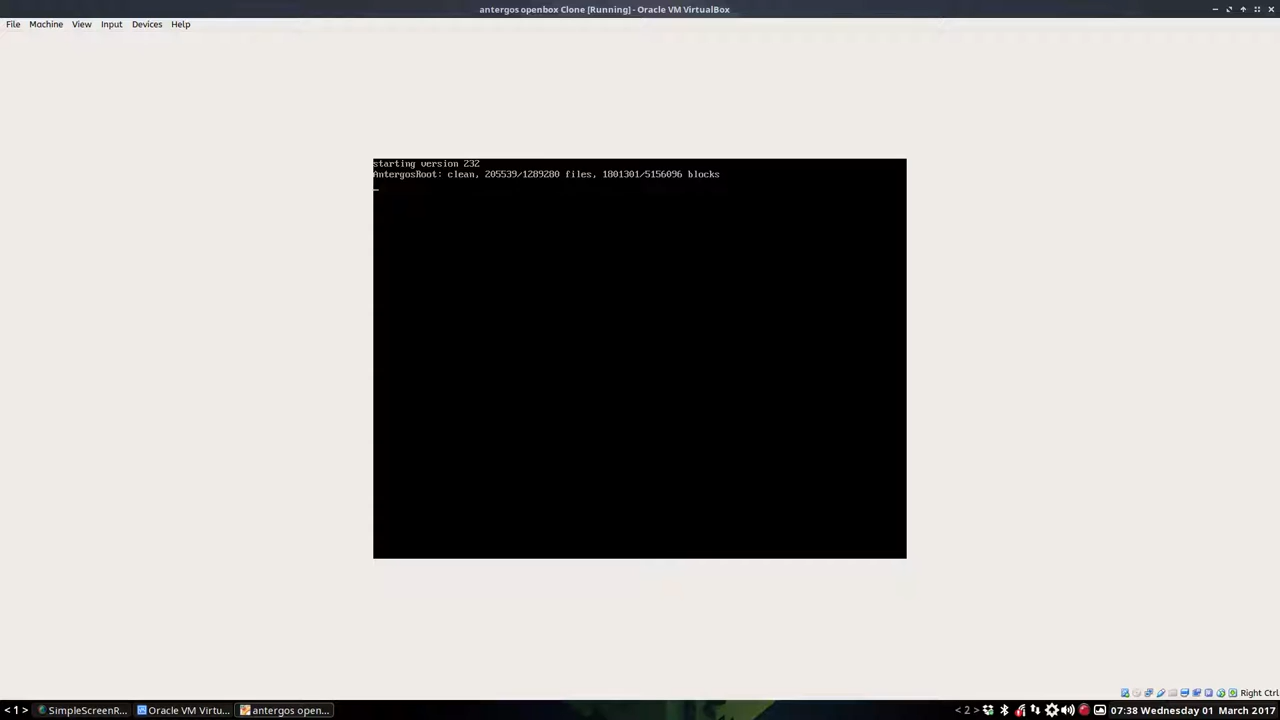 antergos openbox Clone [Running] - Oracle VM VirtualBox
File Machine View Input Devices Help
starting version 232
AntergosRoot: clean, 205539/1289280 files, 1801301/5156096 blocks
Right Ctrl
< 1 > SimpleScreenR... Oracle VM Virtu... antergos open... < 2 > 07:38 Wednesday 01 March 2017